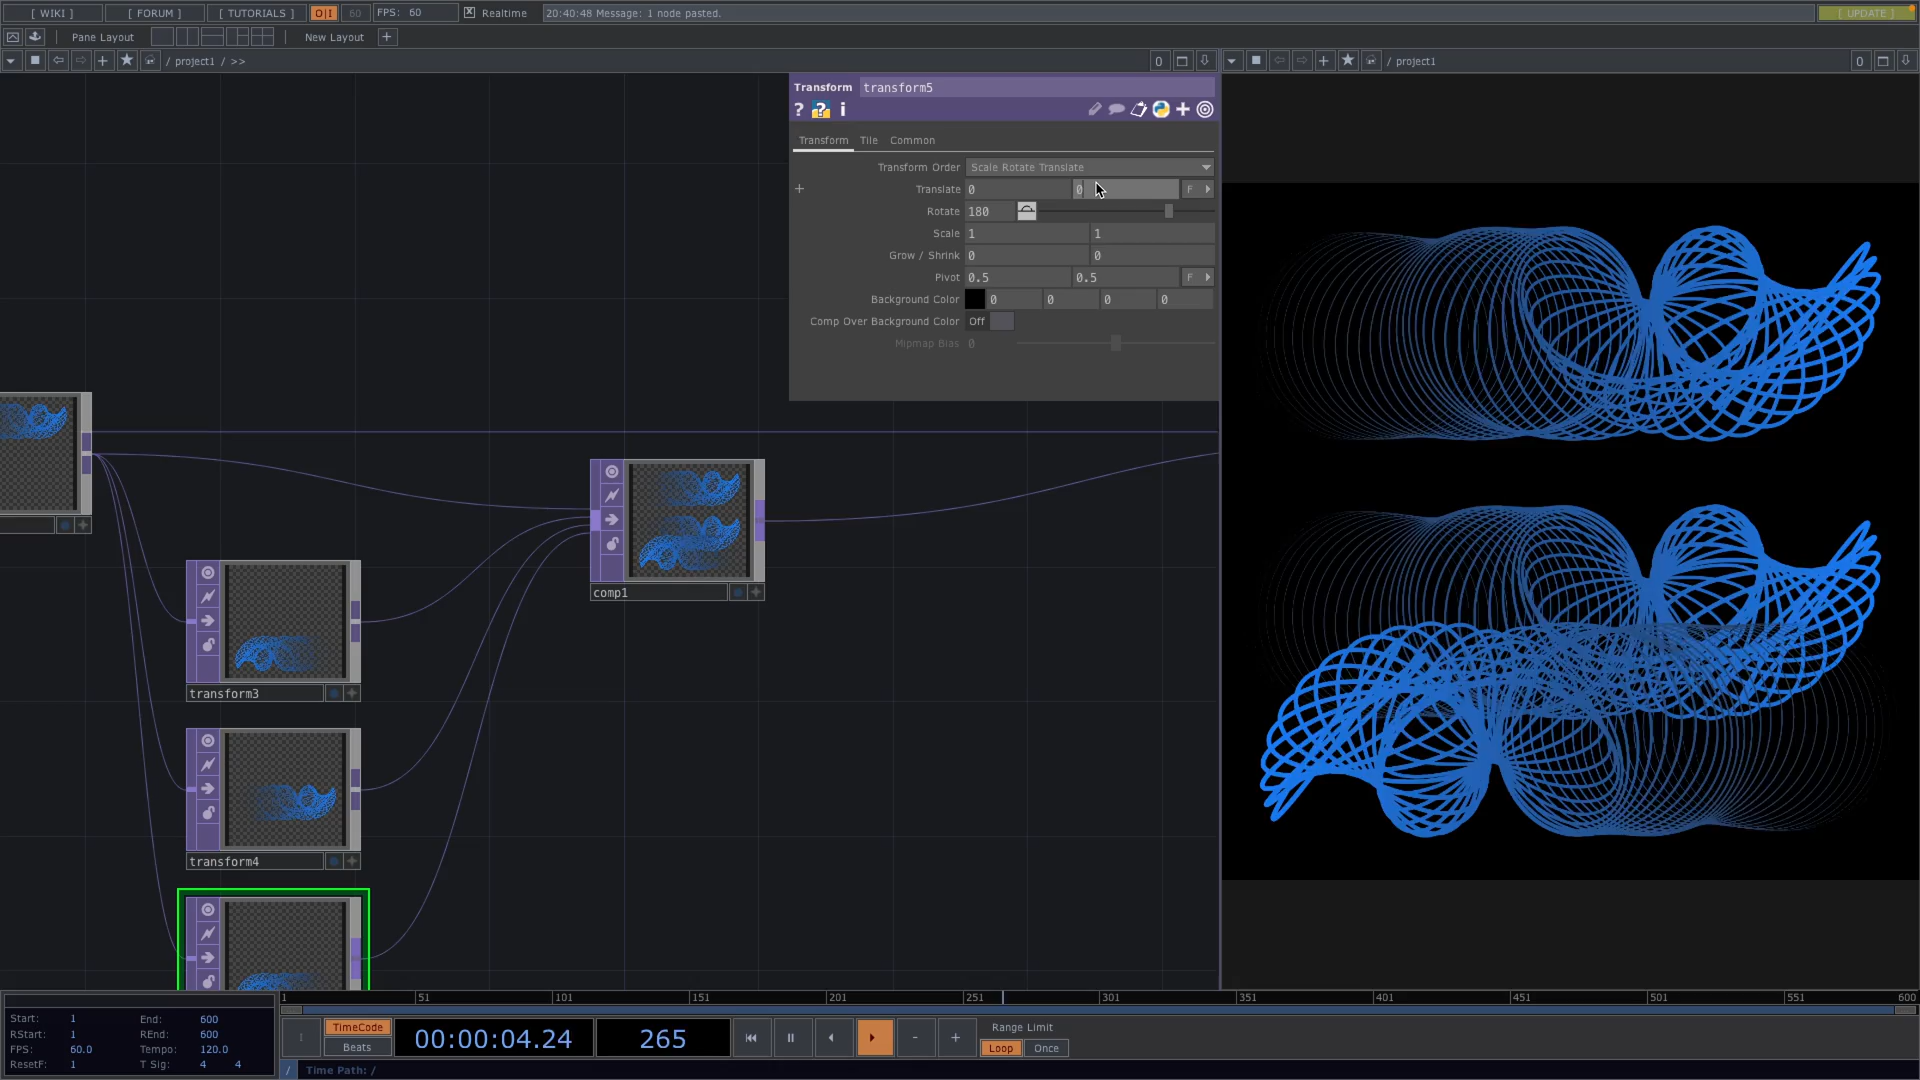 [ WIKI ] [ FORUM ] [ TUTORIALS ] O|I 60 FPS: 60 Realtime 20:40:48 Message: 1 node pasted. [ UPDATE ]
Pane Layout New Layout +
/ project1 / >> 0 / project1 0
Transform transform5
? ? i
Transform Tile Common
Transform Order Scale Rotate Translate
+ Translate 0 0 F
Rotate 180
Scale 1 1
Grow / Shrink 0 0
Pivot 0.5 0.5 F
Background Color 0 0 0 0
Comp Over Background Color Off
Mipmap Bias 0
comp1
transform3
transform4
1 51 101 151 201 251 301 351 401 451 501 551 600
Start: 1 End: 600
RStart: 1 REnd: 600
FPS: 60.0 Tempo: 120.0
ResetF: 1 T Sig: 4 4
TimeCode
Beats
00:00:04.24 265 - +
Range Limit
Loop Once
/ Time Path: /